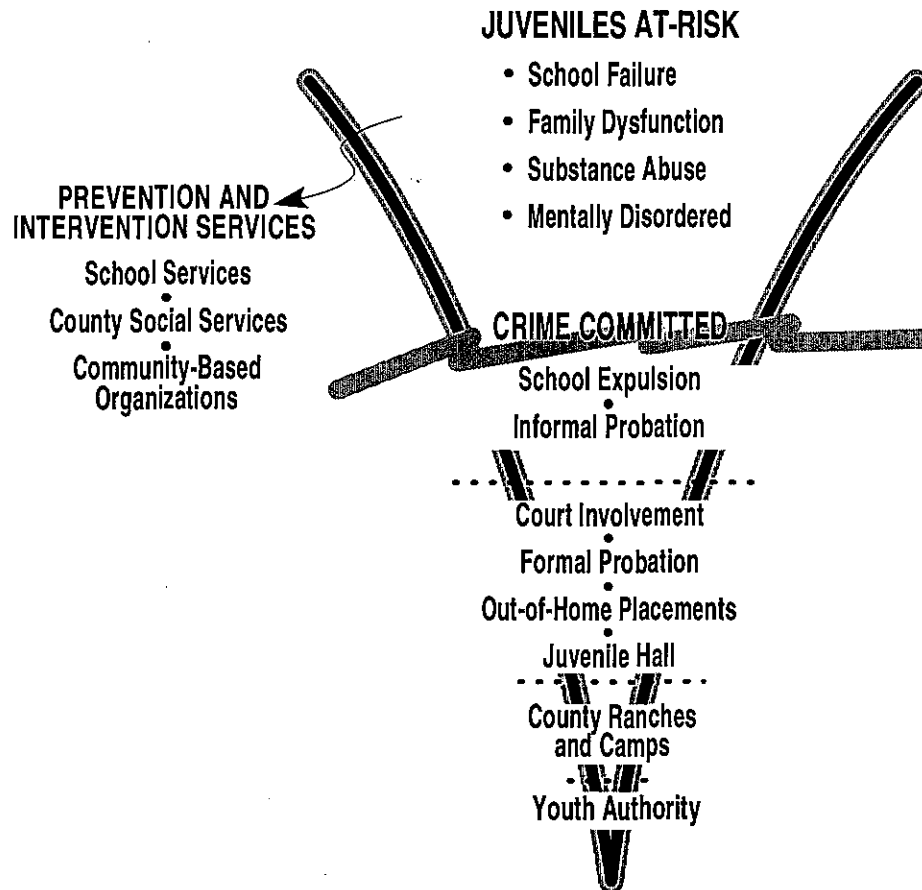 JUVENILES AT-RISK
• School Failure
• Family Dysfunction
• Substance Abuse
• Mentally Disordered
PREVENTION AND
INTERVENTION SERVICES
School Services
•
County Social Services
•
Community-Based
Organizations
CRIME COMMITTED
School Expulsion
•
Informal Probation
Court Involvement
•
Formal Probation
•
Out-of-Home Placements
•
Juvenile Hall
County Ranches
and Camps
Youth Authority